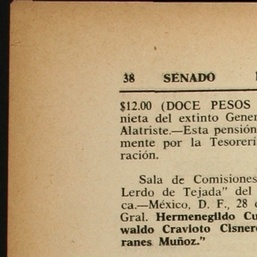 38 SENADO
$12.00 (DOCE PESOS
nieta del extinto Gener
Alatriste.—Esta pensión
mente por la Tesorerí
ración.
Sala de Comisiones
Lerdo de Tejada" del
ca.—México, D. F., 28
Gral. Hermenegildo Cu
waldo Cravioto Cisner
ranes Muñoz."